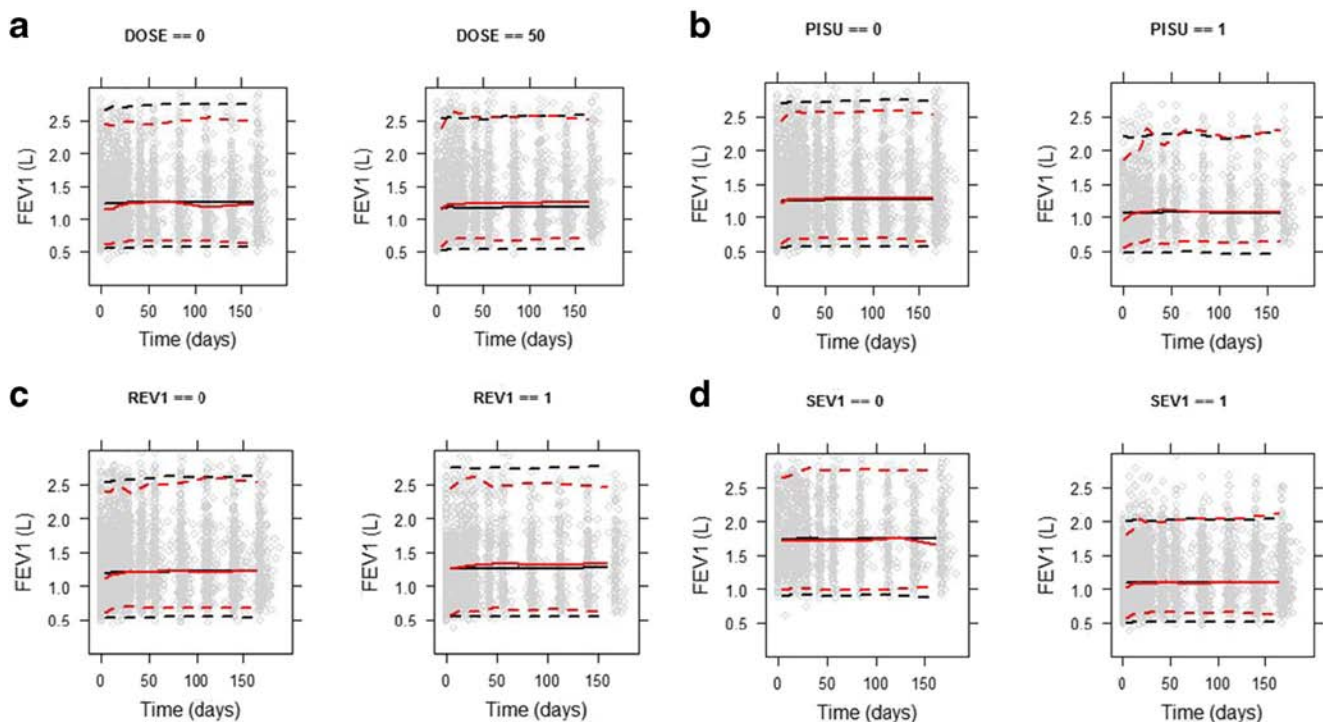 a
DOSE == 0
DOSE == 50
FEV1 (L)
2.5
2.0
1.5
1.0
0.5
0 50 100 150
Time (days)
FEV1 (L)
2.5
2.0
1.5
1.0
0.5
0 50 100 150
Time (days)
b
PISU == 0
PISU == 1
FEV1 (L)
2.5
2.0
1.5
1.0
0.5
0 50 100 150
Time (days)
FEV1 (L)
2.5
2.0
1.5
1.0
0.5
0 50 100 150
Time (days)
c
REV1 == 0
REV1 == 1
FEV1 (L)
2.5
2.0
1.5
1.0
0.5
0 50 100 150
Time (days)
FEV1 (L)
2.5
2.0
1.5
1.0
0.5
0 50 100 150
Time (days)
d
SEV1 == 0
SEV1 == 1
FEV1 (L)
2.5
2.0
1.5
1.0
0.5
0 50 100 150
Time (days)
FEV1 (L)
2.5
2.0
1.5
1.0
0.5
0 50 100 150
Time (days)